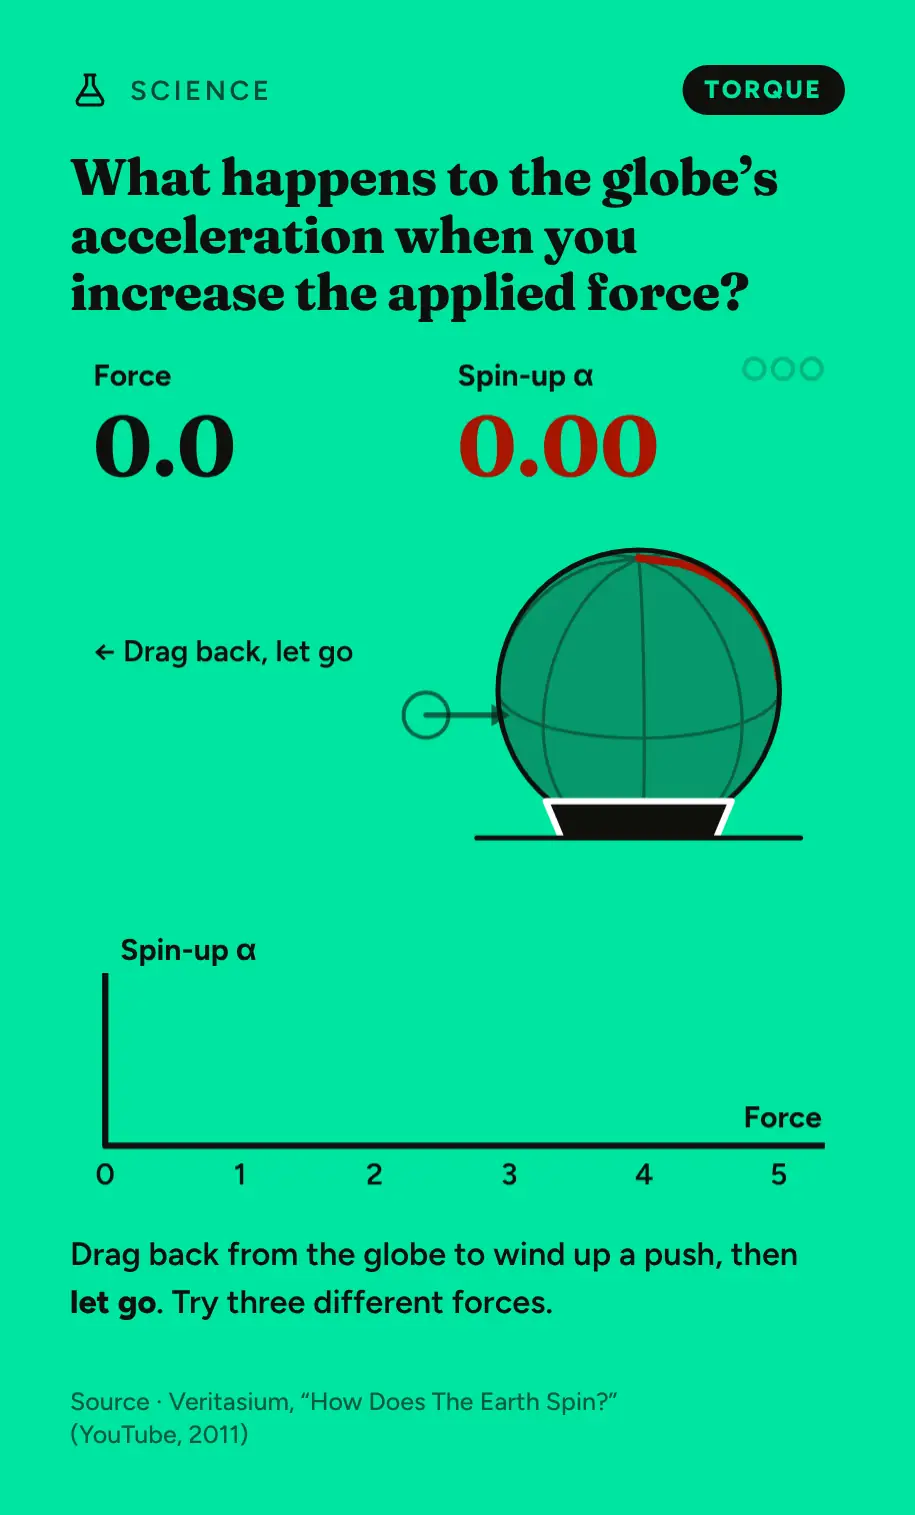 SCIENCE
TORQUE
What happens to the globe’s
acceleration when you
increase the applied force?
Force
Spin-up α
0.0
0.00
← Drag back, let go
Spin-up α
Force
0 1 2 3 4 5
Drag back from the globe to wind up a push, then
let go. Try three different forces.
Source · Veritasium, “How Does The Earth Spin?”
(YouTube, 2011)